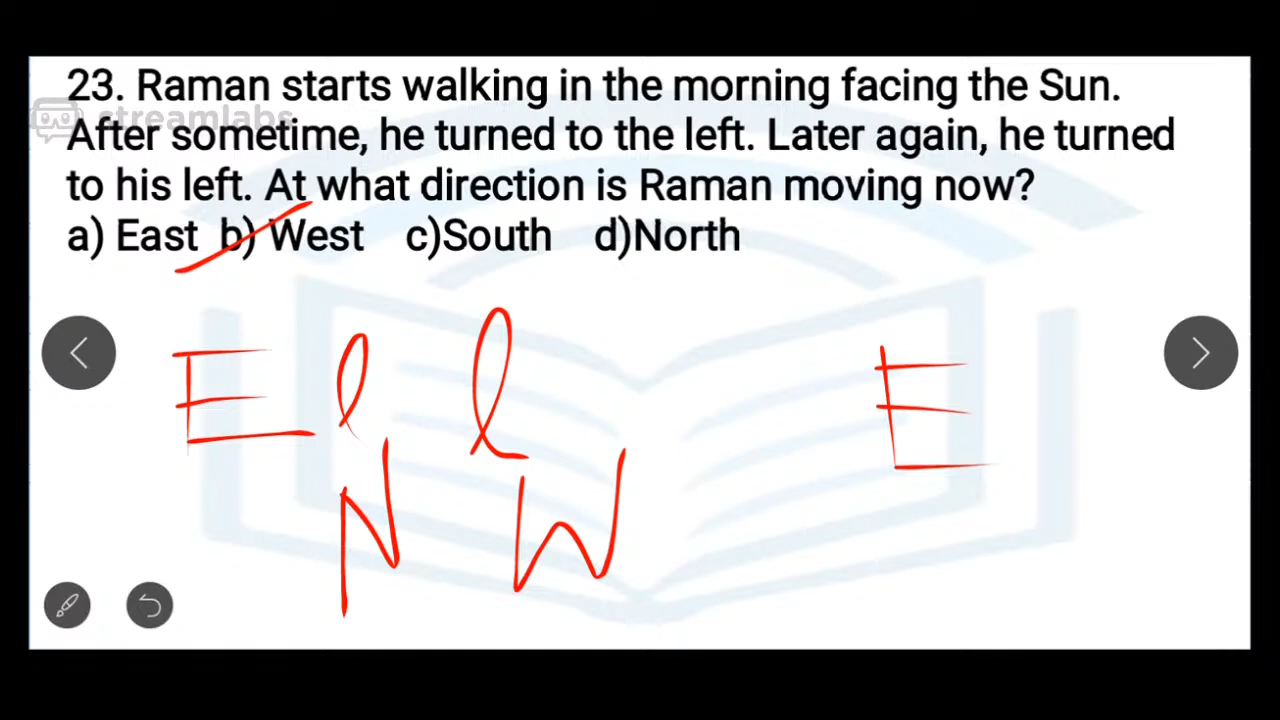 23. Raman starts walking in the morning facing the Sun.
streamlabs
After sometime, he turned to the left. Later again, he turned
to his left. At what direction is Raman moving now?
a) East b) West c)South d)North
E l l E
N W